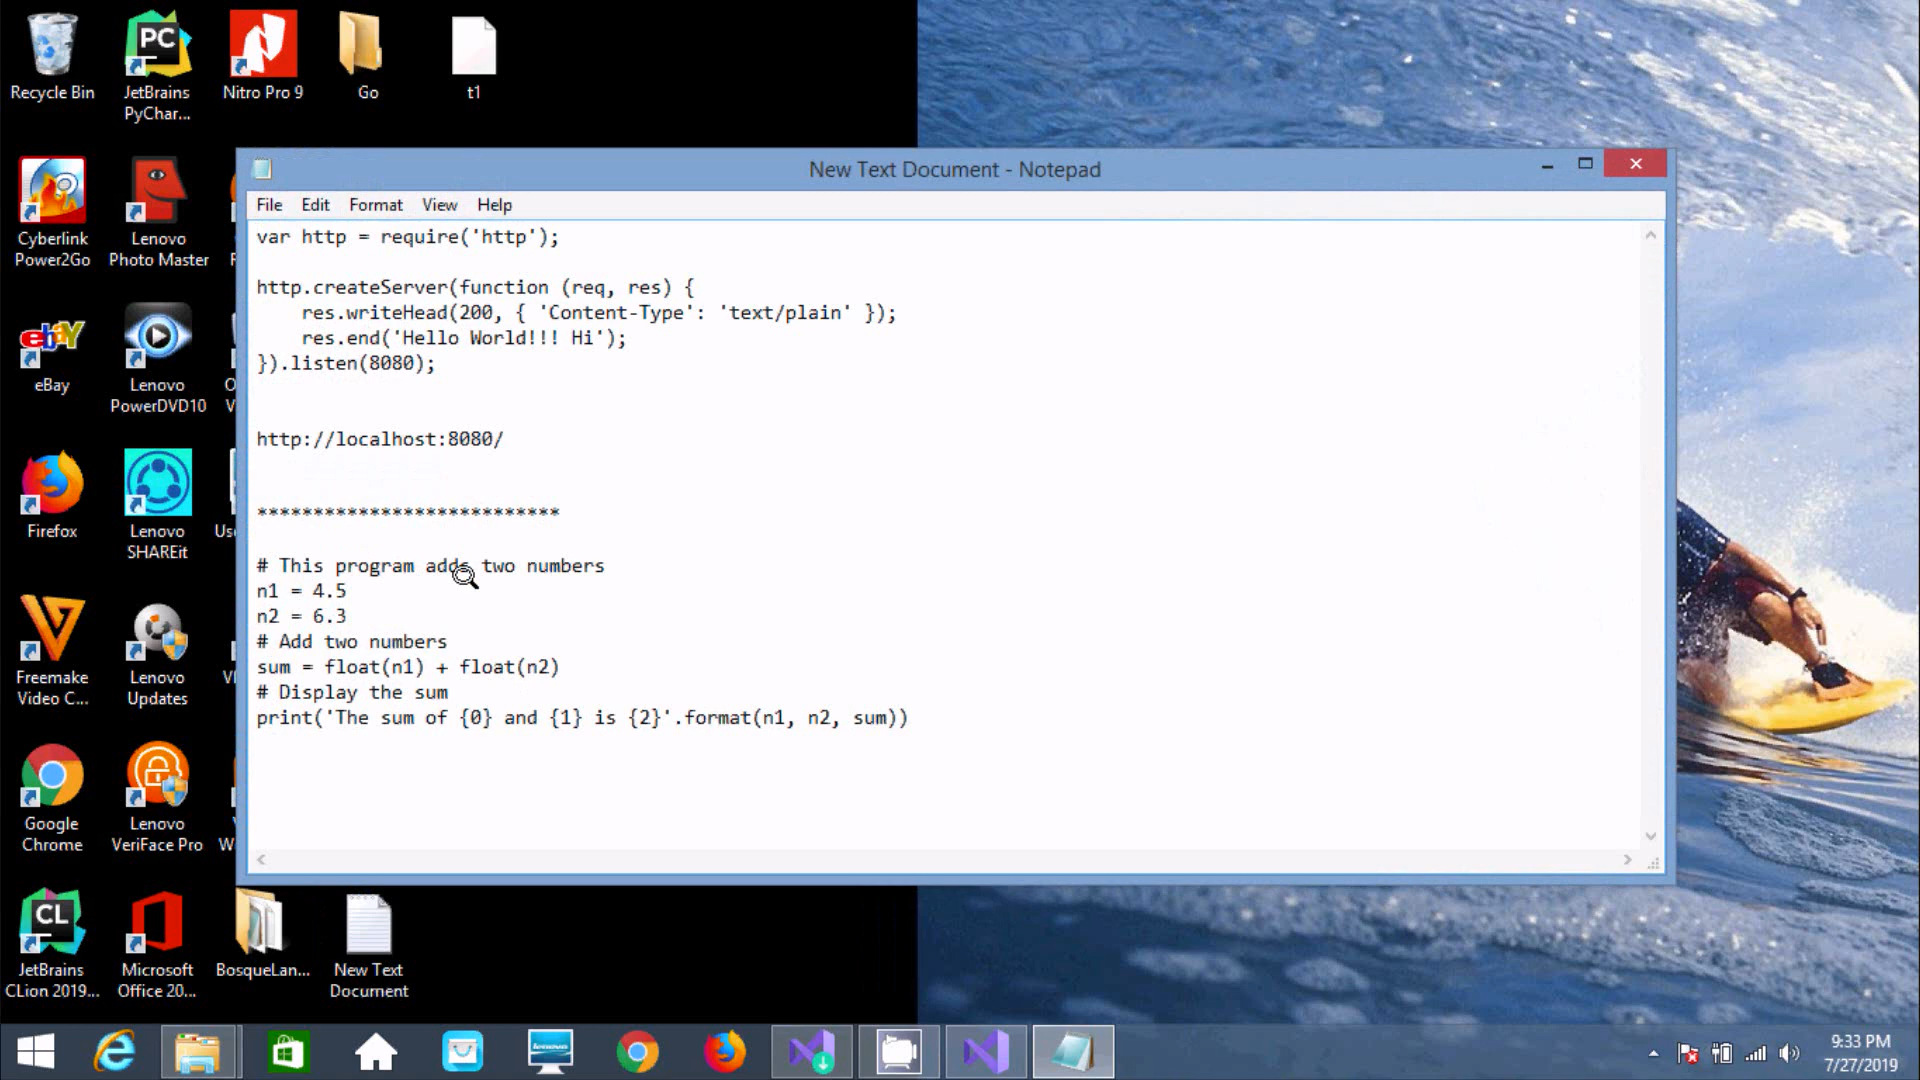 Recycle Bin
JetBrains
PyChar...
Nitro Pro 9
Go
t1
PC
New Text Document - Notepad
File Edit Format View Help
var http = require('http');
http.createServer(function (req, res) {
res.writeHead(200, { 'Content-Type': 'text/plain' });
res.end('Hello World!!! Hi');
}).listen(8080);
http://localhost:8080/
***************************
# This program adds two numbers
n1 = 4.5
n2 = 6.3
# Add two numbers
sum = float(n1) + float(n2)
# Display the sum
print('The sum of {0} and {1} is {2}'.format(n1, n2, sum))
Cyberlink
Power2Go
Lenovo
Photo Master
ebay
eBay
Lenovo
PowerDVD10
Firefox
Lenovo
SHAREit
Freemake
Video C...
Lenovo
Updates
Google
Chrome
Lenovo
VeriFace Pro
CL
JetBrains
CLion 2019...
Microsoft
Office 20...
BosqueLan...
New Text
Document
lenovo
9:33 PM
7/27/2019